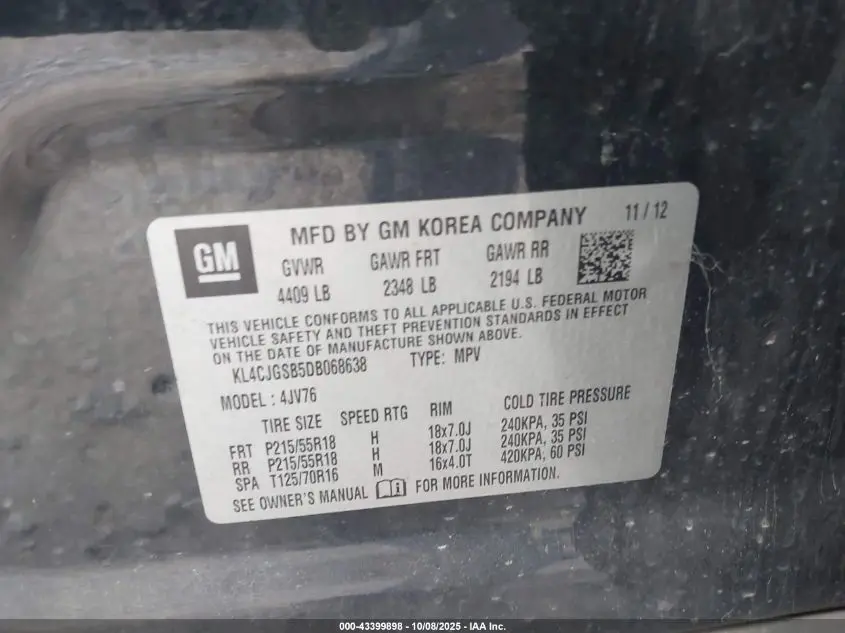 GM
MFD BY GM KOREA COMPANY 11 / 12
GVWR GAWR FRT GAWR RR
4409 LB 2348 LB 2194 LB
THIS VEHICLE CONFORMS TO ALL APPLICABLE U.S. FEDERAL MOTOR
VEHICLE SAFETY AND THEFT PREVENTION STANDARDS IN EFFECT
ON THE DATE OF MANUFACTURE SHOWN ABOVE.
KL4CJGSB5DB068638 TYPE: MPV
MODEL : 4JV76
TIRE SIZE SPEED RTG RIM COLD TIRE PRESSURE
FRT P215/55R18 H 18x7.0J 240KPA, 35 PSI
RR P215/55R18 H 18x7.0J 240KPA, 35 PSI
SPA T125/70R16 M 16x4.0T 420KPA, 60 PSI
SEE OWNER'S MANUAL FOR MORE INFORMATION.
000-43399898 - 10/08/2025 - IAA Inc.